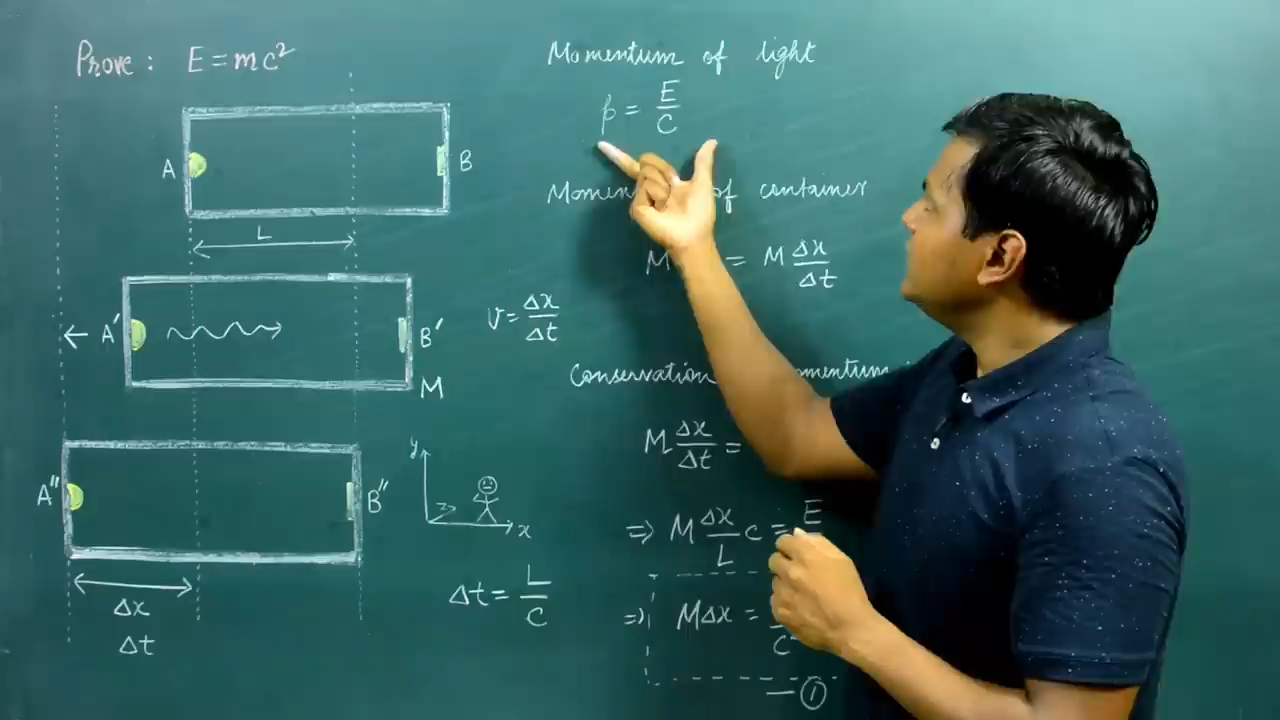 Prove : E = mc²
A
B
L
A'
B'
M
A"
B"
Δx
Δt
V = Δx/Δt
y
z
x
Δt = L/c
Momentum of light
p = E/C
of container
M = M Δx/Δt
Conservation
M Δx/Δt =
⇒ M Δx/L c = E
⇒ MΔx =
— ①